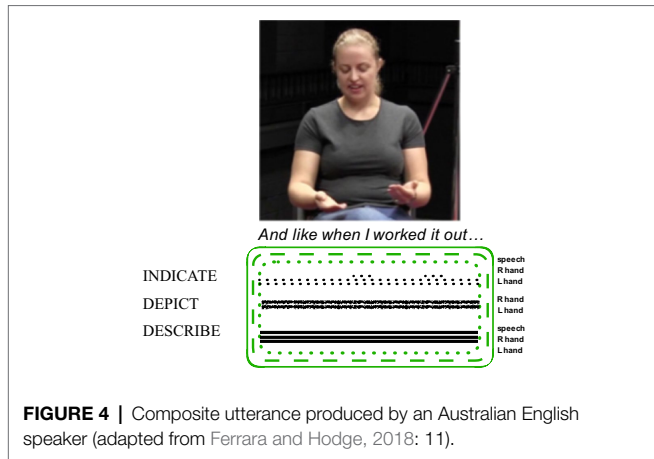 And like when I worked it out…
speech
INDICATE R hand
L hand
DEPICT R hand
L hand
speech
DESCRIBE R hand
L hand
FIGURE 4 | Composite utterance produced by an Australian English
speaker (adapted from Ferrara and Hodge, 2018: 11).